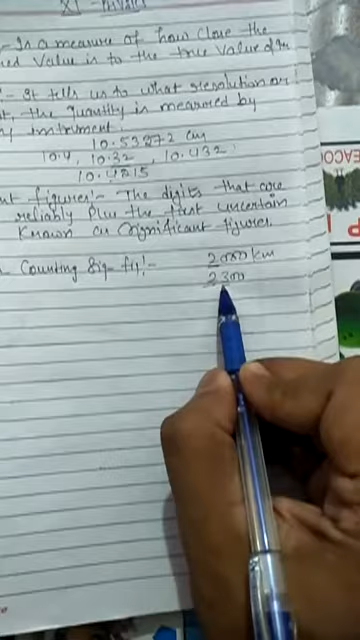 XI - PHYSICS
- Is a measure of how close the
red value is to the true value of the
:- It tells us to what resolution or
the quantity is measured by
instrument.
10.53272 cm
10.4, 10.32, 10.432
10.4215
figures:- The digits that are
reliably plus the first uncertain
known as significant figures.
Counting Sig- fig!- 2000 km
2300